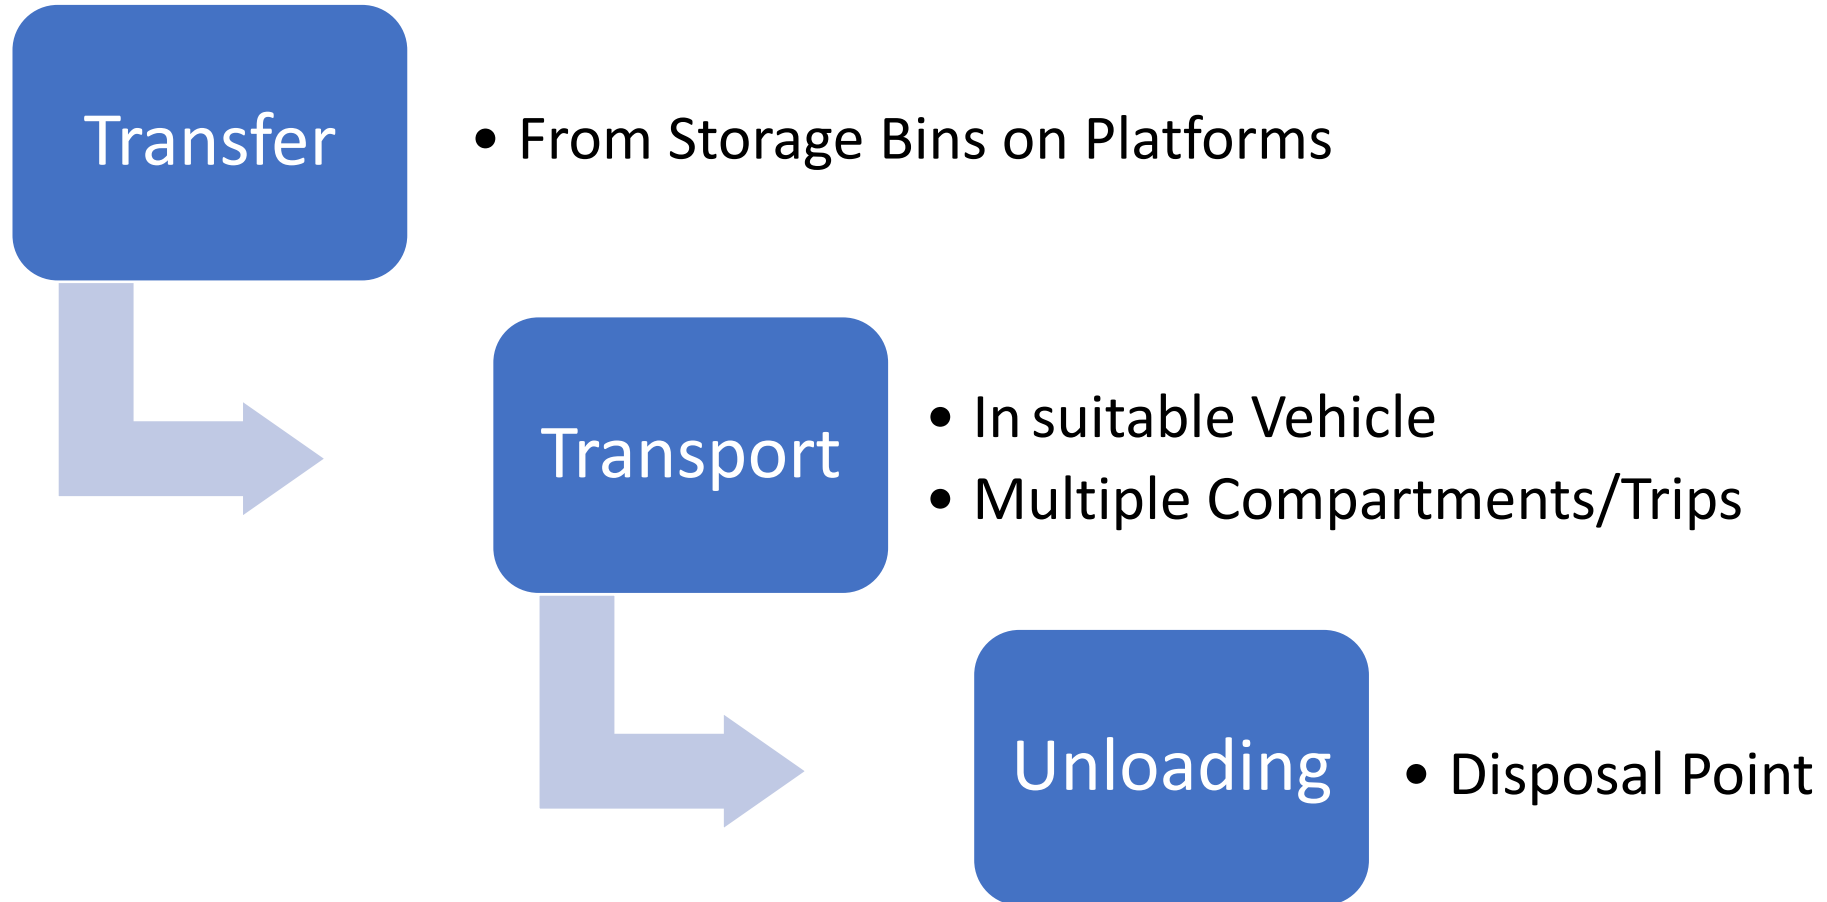 Transfer
• From Storage Bins on Platforms
Transport
• In suitable Vehicle
• Multiple Compartments/Trips
Unloading
• Disposal Point